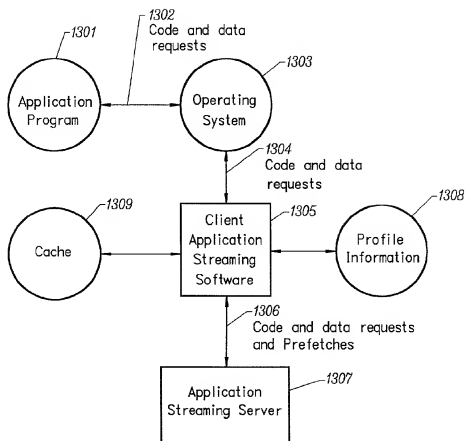 1301
1302
Code and data
requests
1303
Application
Program
Operating
System
1304
Code and data
requests
1309
Cache
Client
Application
Streaming
Software
1305
1308
Profile
Information
1306
Code and data requests
and Prefetches
Application
Streaming Server
1307